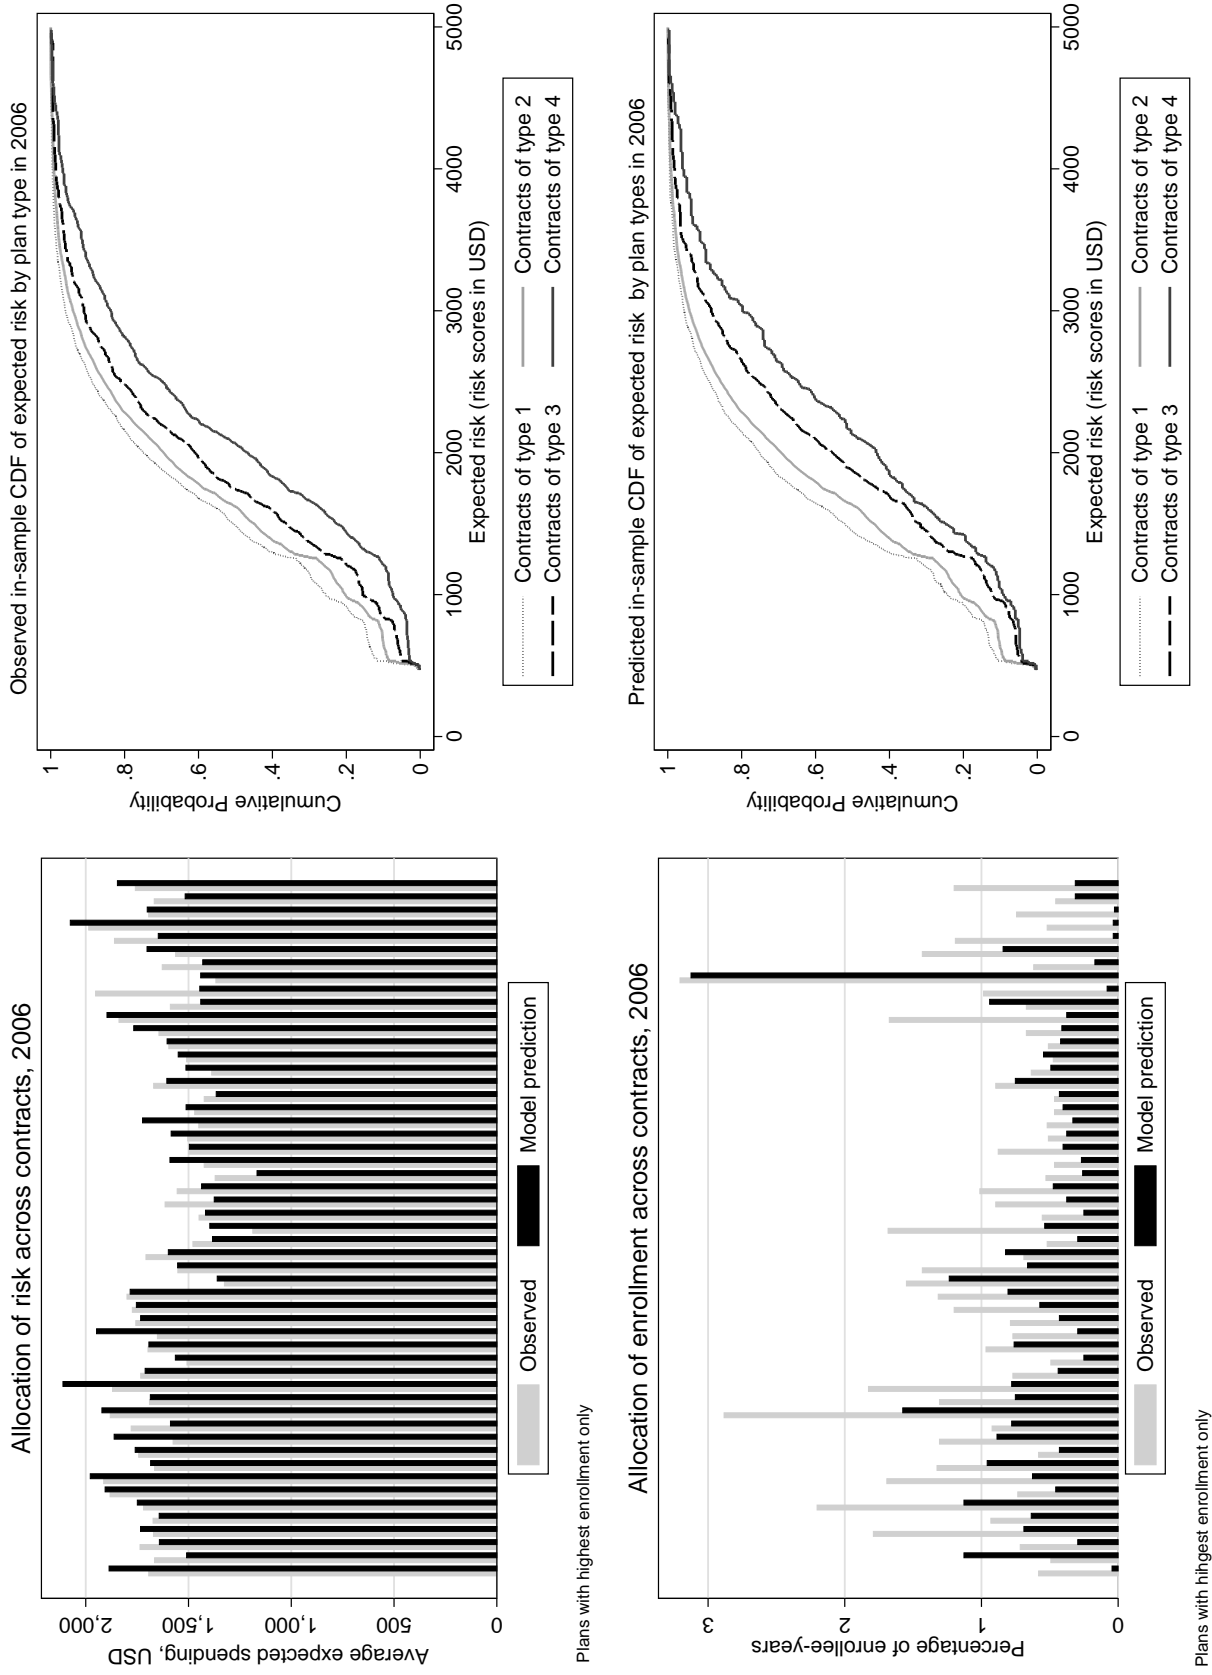 Allocation of risk across contracts, 2006
Average expected spending, USD
2,000
1,500
1,000
500
0
Observed
Model prediction
Plans with highest enrollment only
Observed in-sample CDF of expected risk by plan type in 2006
Cumulative Probability
1
.8
.6
.4
.2
0
0 1000 2000 3000 4000 5000
Expected risk (risk scores in USD)
Contracts of type 1 Contracts of type 2
Contracts of type 3 Contracts of type 4
Allocation of enrollment across contracts, 2006
Percentage of enrollee-years
3
2
1
0
Observed
Model prediction
Plans with hihgest enrollment only
Predicted in-sample CDF of expected risk by plan types in 2006
Cumulative Probability
1
.8
.6
.4
.2
0
0 1000 2000 3000 4000 5000
Expected risk (risk scores in USD)
Contracts of type 1 Contracts of type 2
Contracts of type 3 Contracts of type 4